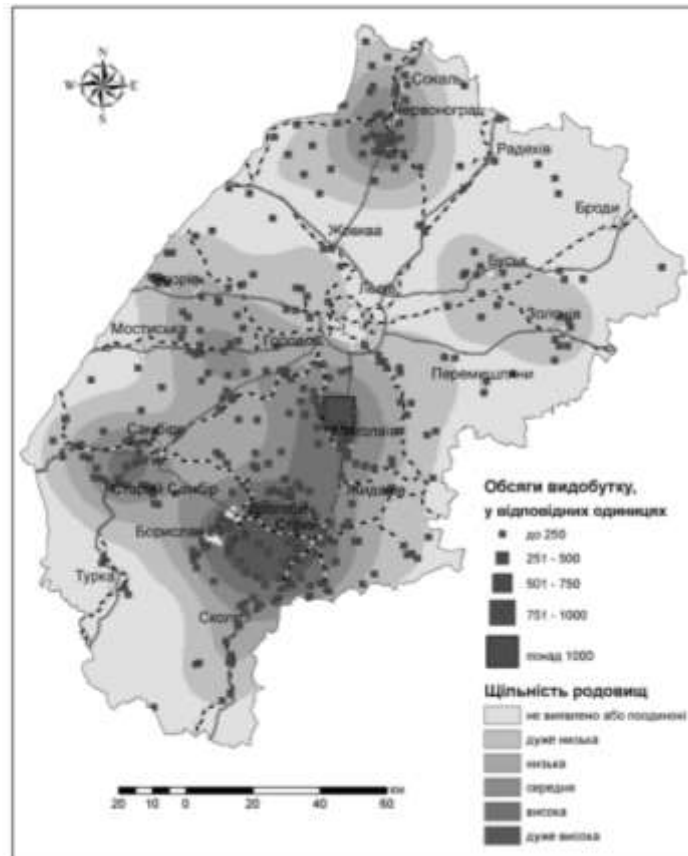 N
W E
S
Сокаль
Червоноград
Радехів
Броди
Жовква
Буськ
Львів
Золочів
Мостиська
Городок
Перемишляни
Самбір
Миколаїв
Старий Самбір
Жидачів
Стрий
Борислав
Турка
Сколе
Обсяги видобутку,
у відповідних одиницях
до 250
251 - 500
501 - 750
751 - 1000
понад 1000
Щільність родовищ
не виявлено або поодинокі
дуже низька
низька
середня
висока
дуже висока
20 10 0 20 40 60 км